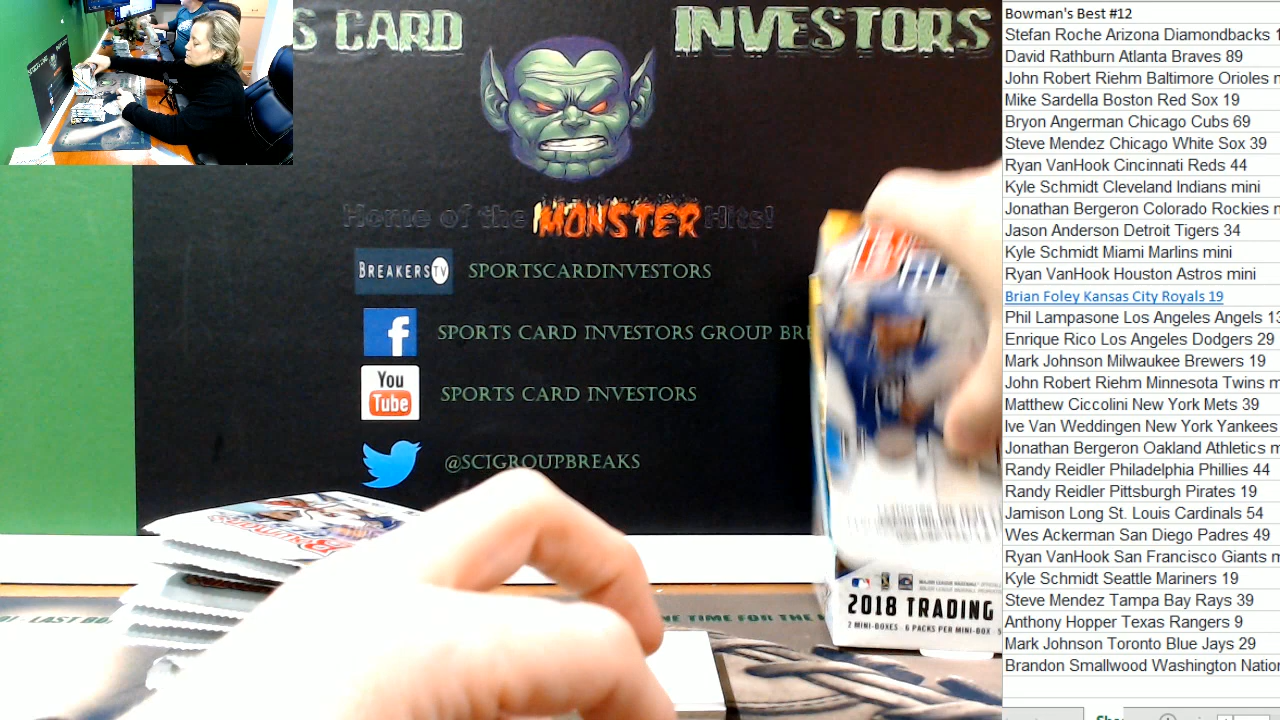 S CARD INVESTORS
Home of the MONSTER Hits!
BREAKERS TV SPORTSCARDINVESTORS
f SPORTS CARD INVESTORS GROUP BRE
You Tube SPORTS CARD INVESTORS
@SCIGROUPBREAKS
2018 TRADING
2 MINI-BOXES · 6 PACKS PER MINI-BOX
Bowman's Best #12
Stefan Roche Arizona Diamondbacks 1
David Rathburn Atlanta Braves 89
John Robert Riehm Baltimore Orioles m
Mike Sardella Boston Red Sox 19
Bryon Angerman Chicago Cubs 69
Steve Mendez Chicago White Sox 39
Ryan VanHook Cincinnati Reds 44
Kyle Schmidt Cleveland Indians mini
Jonathan Bergeron Colorado Rockies m
Jason Anderson Detroit Tigers 34
Kyle Schmidt Miami Marlins mini
Ryan VanHook Houston Astros mini
Brian Foley Kansas City Royals 19
Phil Lampasone Los Angeles Angels 13
Enrique Rico Los Angeles Dodgers 29
Mark Johnson Milwaukee Brewers 19
John Robert Riehm Minnesota Twins m
Matthew Ciccolini New York Mets 39
Ive Van Weddingen New York Yankees
Jonathan Bergeron Oakland Athletics m
Randy Reidler Philadelphia Phillies 44
Randy Reidler Pittsburgh Pirates 19
Jamison Long St. Louis Cardinals 54
Wes Ackerman San Diego Padres 49
Ryan VanHook San Francisco Giants m
Kyle Schmidt Seattle Mariners 19
Steve Mendez Tampa Bay Rays 39
Anthony Hopper Texas Rangers 9
Mark Johnson Toronto Blue Jays 29
Brandon Smallwood Washington Nation